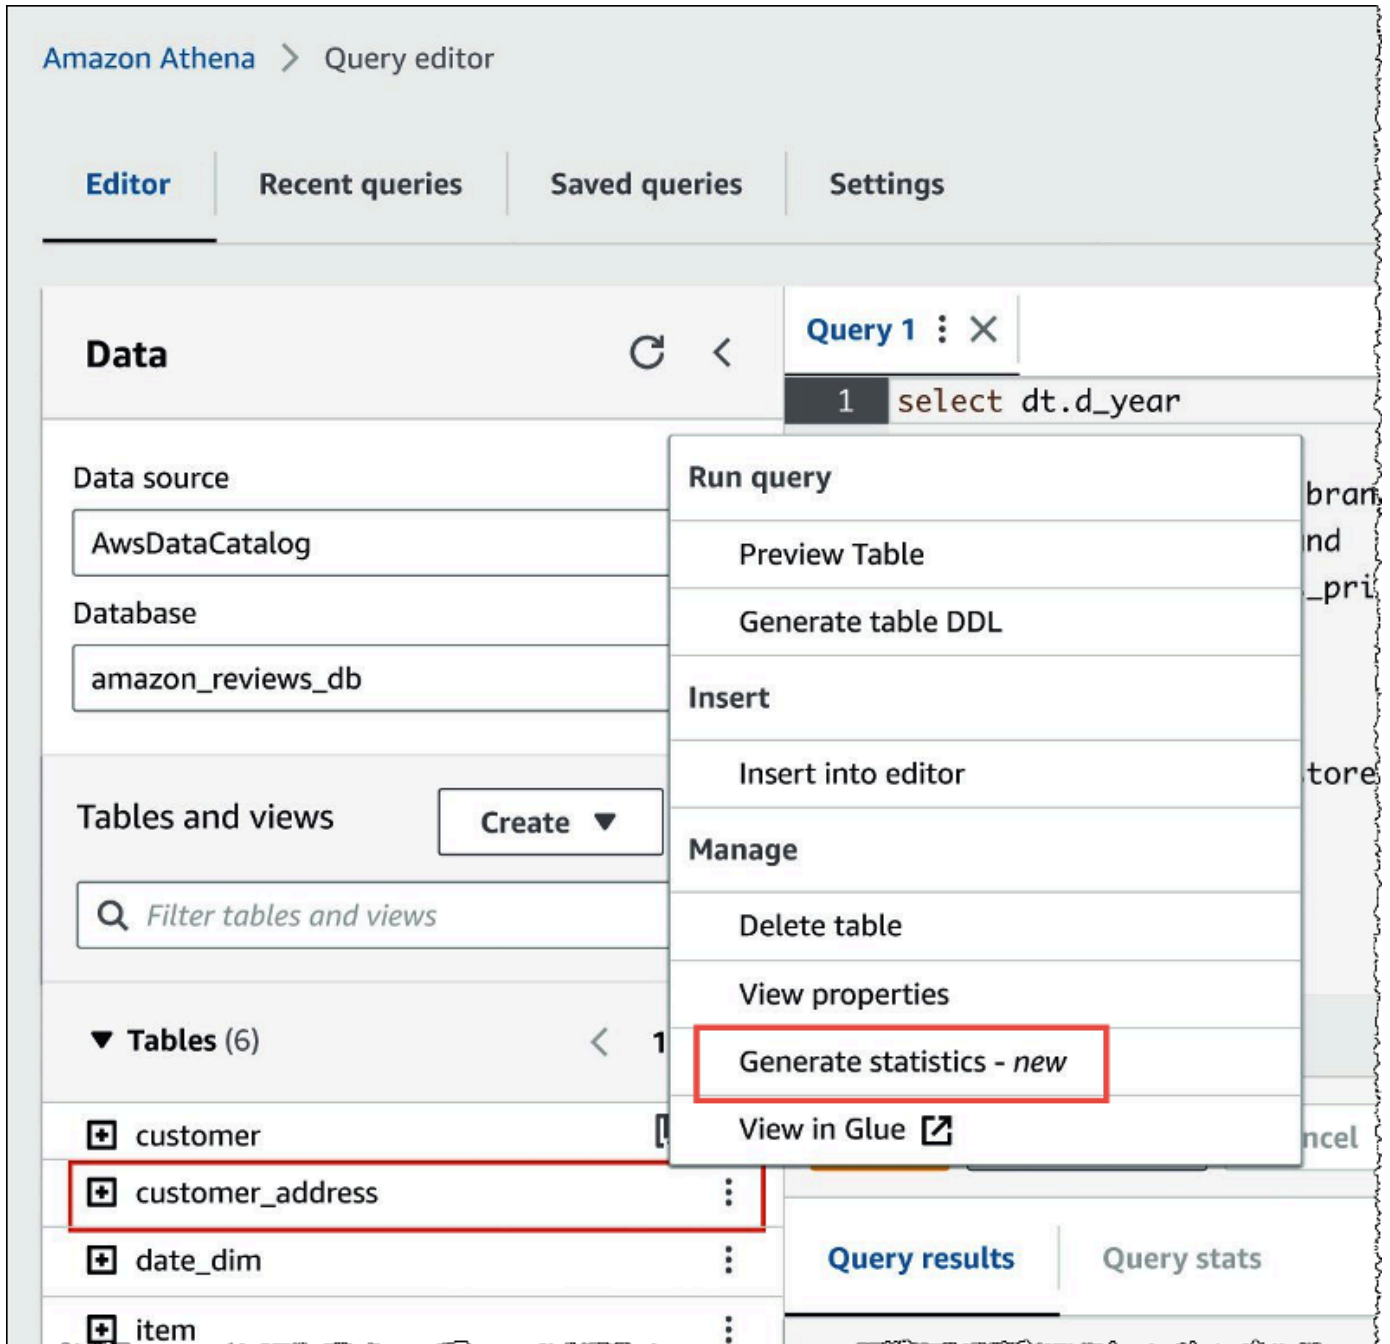 Amazon Athena > Query editor
Editor Recent queries Saved queries Settings
Data
Data source
AwsDataCatalog
Database
amazon_reviews_db
Tables and views Create
Filter tables and views
Tables (6) 1
customer
customer_address
date_dim
item
Query 1
1 select dt.d_year
Run query
Preview Table
Generate table DDL
Insert
Insert into editor
Manage
Delete table
View properties
Generate statistics - new
View in Glue
Query results Query stats